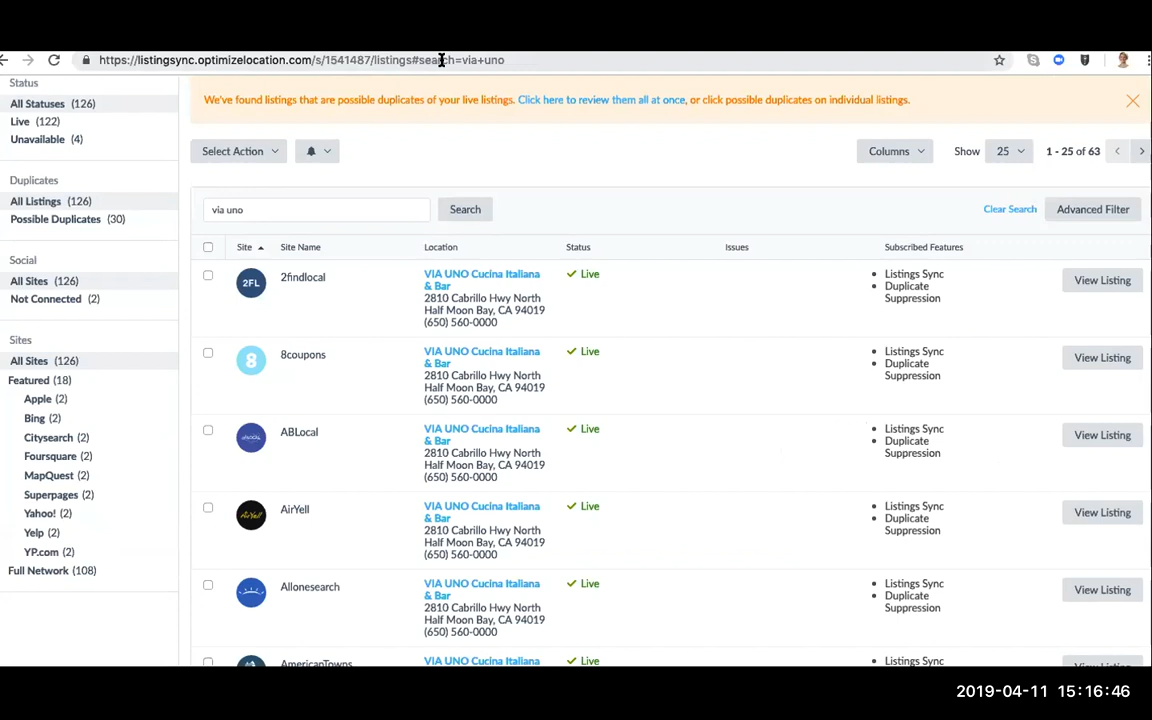 https://listingsync.optimizelocation.com/s/1541487/listings#search=via+uno
Status
All Statuses (126)
Live (122)
Unavailable (4)
Duplicates
All Listings (126)
Possible Duplicates (30)
Social
All Sites (126)
Not Connected (2)
Sites
All Sites (126)
Featured (18)
Apple (2)
Bing (2)
Citysearch (2)
Foursquare (2)
MapQuest (2)
Superpages (2)
Yahoo! (2)
Yelp (2)
YP.com (2)
Full Network (108)
We've found listings that are possible duplicates of your live listings. Click here to review them all at once, or click possible duplicates on individual listings.
Select Action
Columns Show 25 1 - 25 of 63
via uno Search Clear Search Advanced Filter
Site Site Name Location Status Issues Subscribed Features
2FL 2findlocal VIA UNO Cucina Italiana Live Listings Sync View Listing
& Bar Duplicate
2810 Cabrillo Hwy North Suppression
Half Moon Bay, CA 94019
(650) 560-0000
8 8coupons VIA UNO Cucina Italiana Live Listings Sync View Listing
& Bar Duplicate
2810 Cabrillo Hwy North Suppression
Half Moon Bay, CA 94019
(650) 560-0000
ABLocal VIA UNO Cucina Italiana Live Listings Sync View Listing
& Bar Duplicate
2810 Cabrillo Hwy North Suppression
Half Moon Bay, CA 94019
(650) 560-0000
AirYell AirYell VIA UNO Cucina Italiana Live Listings Sync View Listing
& Bar Duplicate
2810 Cabrillo Hwy North Suppression
Half Moon Bay, CA 94019
(650) 560-0000
Allonesearch VIA UNO Cucina Italiana Live Listings Sync View Listing
& Bar Duplicate
2810 Cabrillo Hwy North Suppression
Half Moon Bay, CA 94019
(650) 560-0000
AmericanTowns VIA UNO Cucina Italiana Live Listings Sync View Listing
2019-04-11 15:16:46